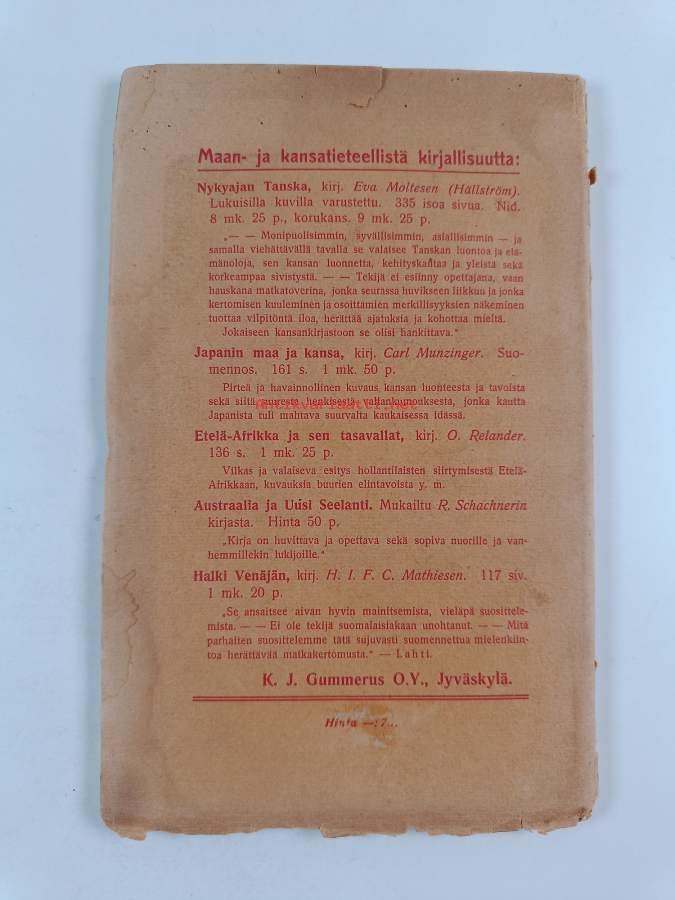 Maan- ja kansatieteellistä kirjallisuutta:
Nykyajan Tanska, kirj. Eva Moltesen (Hällström).
Lukuisilla kuvilla varustettu. 335 isoa sivua. Nid.
8 mk. 25 p., korukans. 9 mk. 25 p.
„— — Monipuolisimmin, syvällisimmin, asiallisimmin — ja
samalla viehättävällä tavalla se valaisee Tanskan luontoa ja elä-
mänoloja, sen kansan luonnetta, kehityskantaa ja yleistä sekä
korkeampaa sivistystä. — — Tekijä ei esiinny opettajana, vaan
hauskana matkatoverina, jonka seurassa huvikseen liikkuu ja jonka
kertomisen kuuleminen ja osoittamien merkillisyyksien näkeminen
tuottaa vilpitöntä iloa, herättää ajatuksia ja kohottaa mieltä.
Jokaiseen kansankirjastoon se olisi hankittava."
Japanin maa ja kansa, kirj. Carl Munzinger. Suo-
mennos. 161 s. 1 mk. 50 p.
Pirteä ja havainnollinen kuvaus kansan luonteesta ja tavoista
sekä siitä suuresta henkisestä vallankumouksesta, jonka kautta
Antikvariaatti.net
Japanista tuli mahtava suurvalta kaukaisessa Idässä.
Etelä-Afrikka ja sen tasavallat, kirj. O. Relander.
136 s. 1 mk. 25 p.
Vilkas ja valaiseva esitys hollantilaisten siirtymisestä Etelä-
Afrikkaan, kuvauksia buurien elintavoista y. m.
Austraalia ja Uusi Seelanti. Mukailtu R. Schachnerin
kirjasta. Hinta 50 p.
„Kirja on huvittava ja opettava sekä sopiva nuorille ja van-
hemmillekin lukijoille."
Halki Venäjän, kirj. H. I. F. C. Mathiesen. 117 siv.
1 mk. 20 p.
„Se ansaitsee aivan hyvin mainitsemista, vieläpä suosittele-
mista. — — Ei ole tekijä suomalaisiakaan unohtanut. — — Mitä
parhaiten suosittelemme tätä sujuvasti suomennettua mielenkiin-
toa herättävää matkakertomusta." — Lahti.
K. J. Gummerus O.Y., Jyväskylä.
Hinta